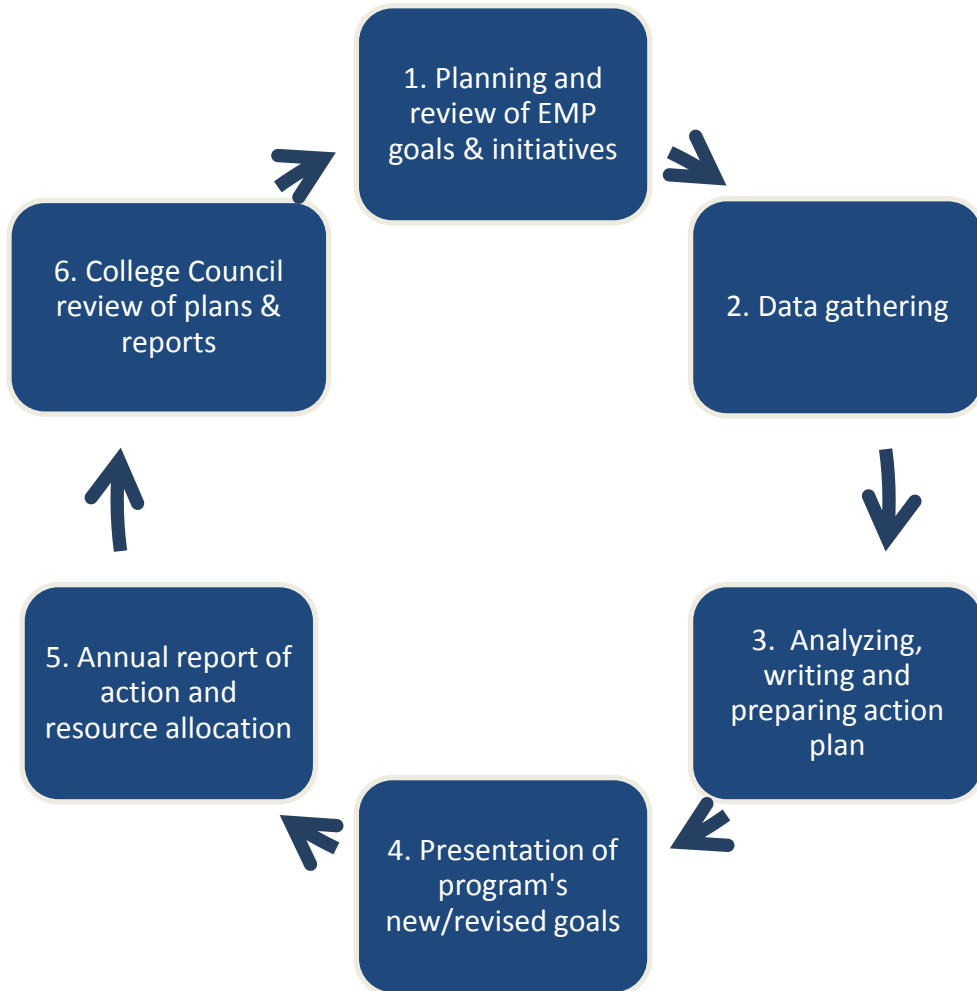 1. Planning and
review of EMP
goals & initiatives
2. Data gathering
3.  Analyzing,
writing and
preparing action
plan
4. Presentation of
program's
new/revised goals
5. Annual report of
action and
resource allocation
6. College Council
review of plans &
reports